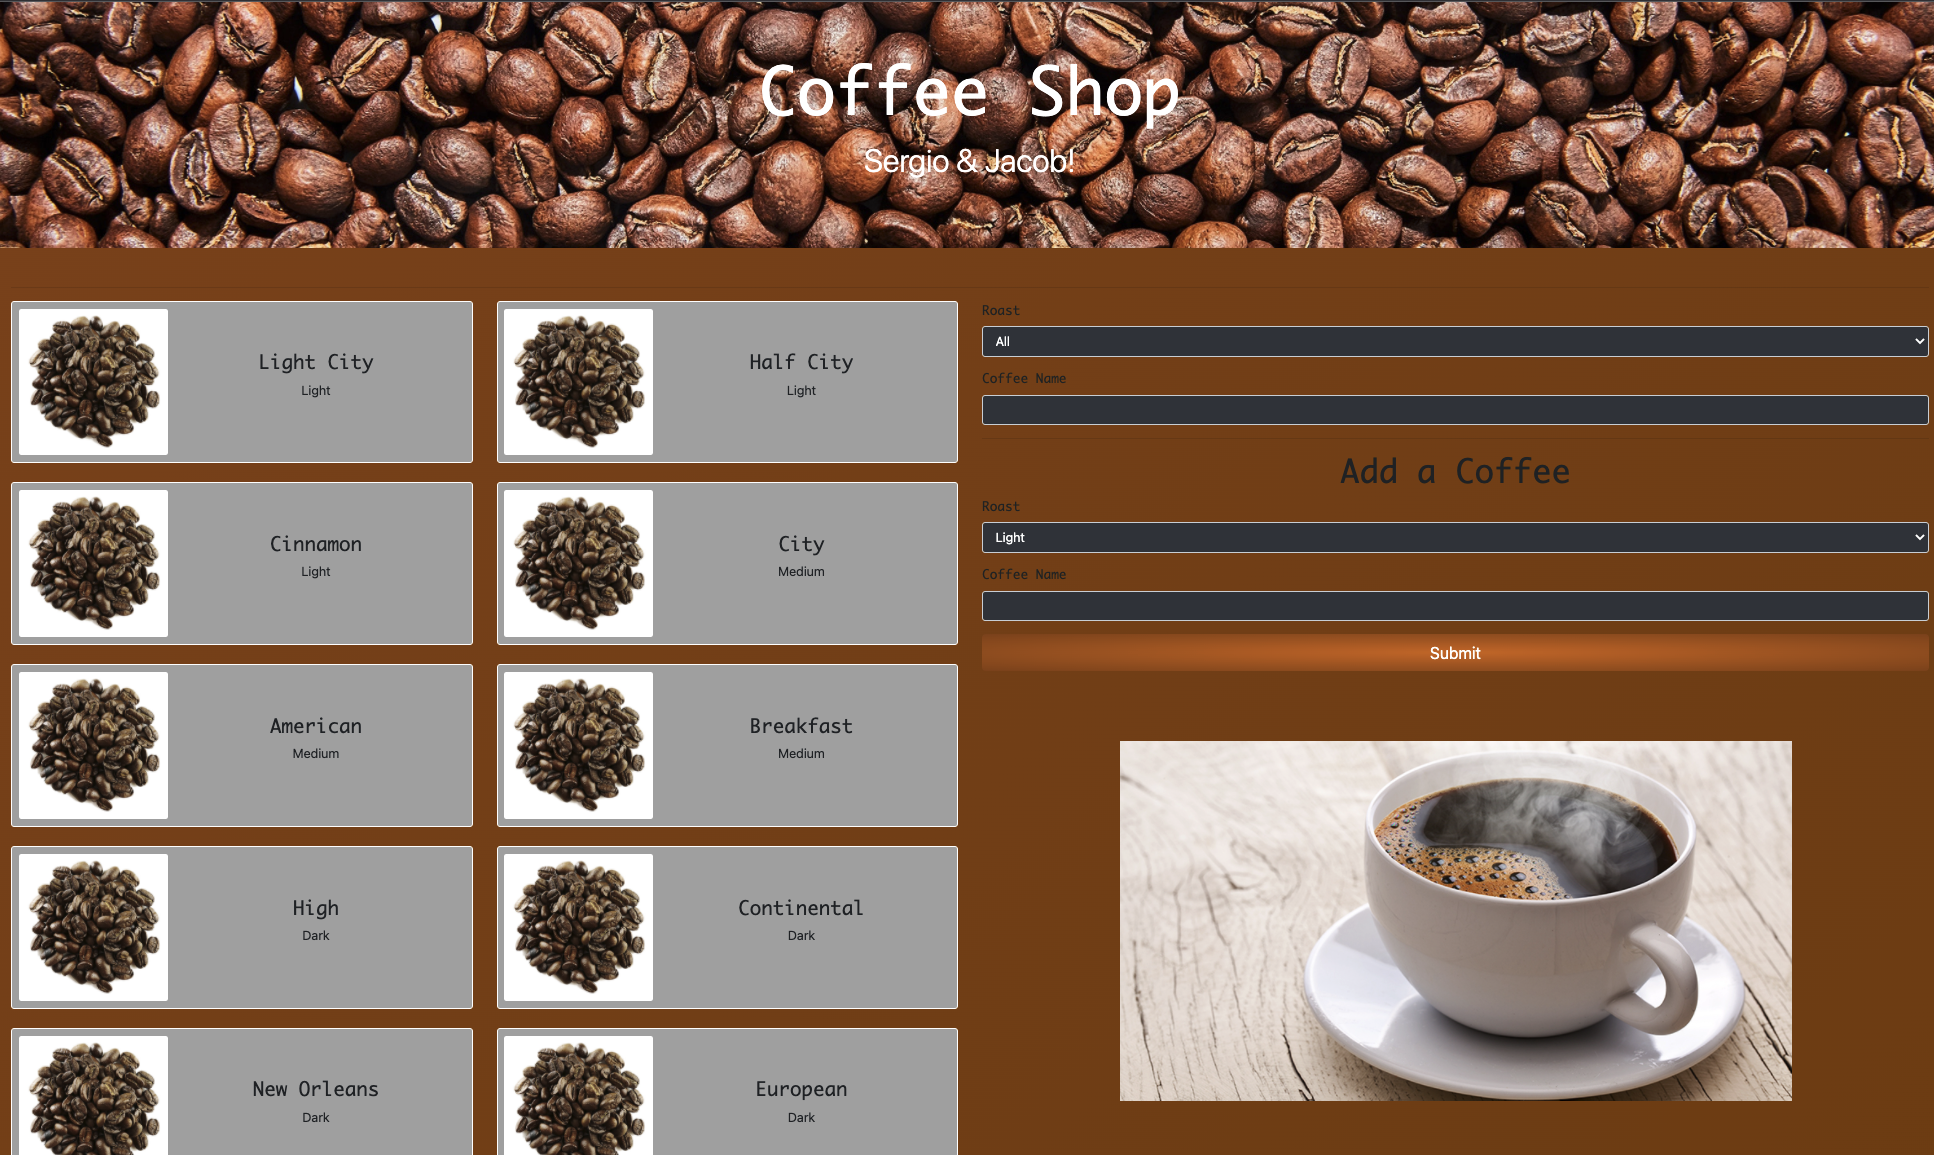 Coffee Shop
Sergio & Jacob!
Light City
Light
Half City
Light
Cinnamon
Light
City
Medium
American
Medium
Breakfast
Medium
High
Dark
Continental
Dark
New Orleans
Dark
European
Dark
Roast
All
Coffee Name
Add a Coffee
Roast
Light
Coffee Name
Submit